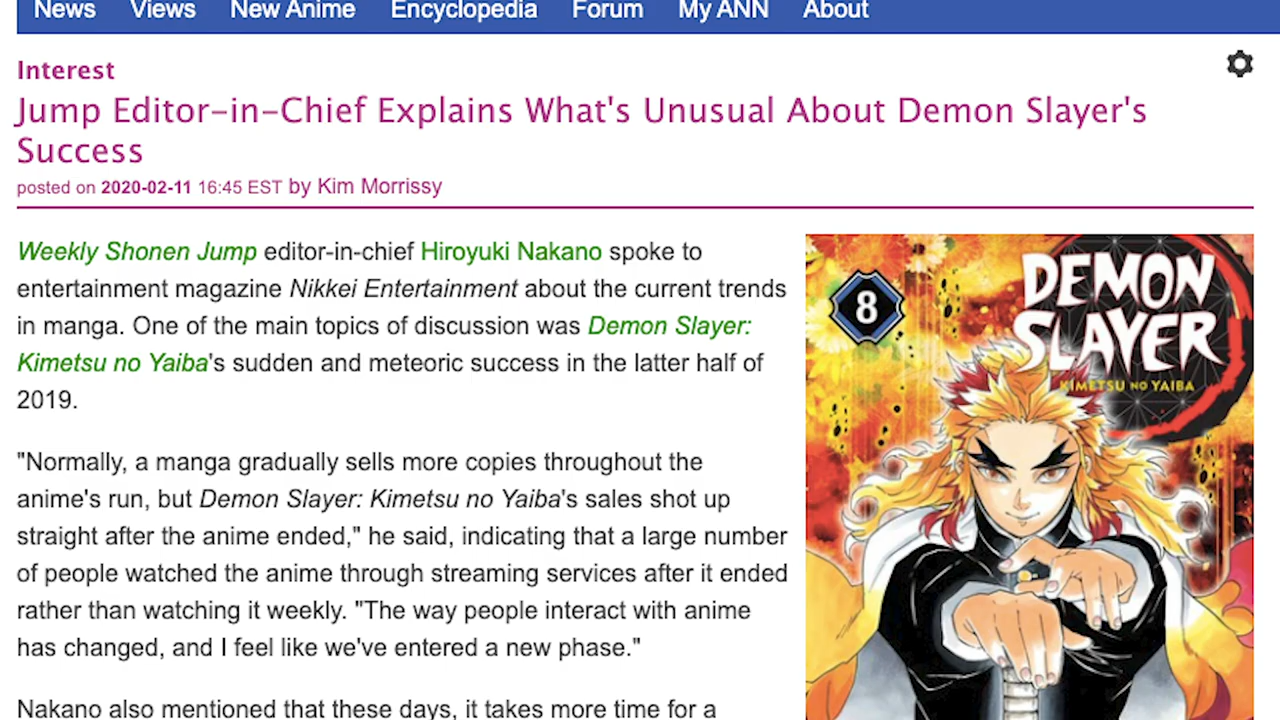 News Views New Anime Encyclopedia Forum My ANN About
Interest
Jump Editor-in-Chief Explains What's Unusual About Demon Slayer's
Success
posted on 2020-02-11 16:45 EST by Kim Morrissy
Weekly Shonen Jump editor-in-chief Hiroyuki Nakano spoke to
entertainment magazine Nikkei Entertainment about the current trends
in manga. One of the main topics of discussion was Demon Slayer:
Kimetsu no Yaiba's sudden and meteoric success in the latter half of
2019.
"Normally, a manga gradually sells more copies throughout the
anime's run, but Demon Slayer: Kimetsu no Yaiba's sales shot up
straight after the anime ended," he said, indicating that a large number
of people watched the anime through streaming services after it ended
rather than watching it weekly. "The way people interact with anime
has changed, and I feel like we've entered a new phase."
Nakano also mentioned that these days, it takes more time for a
8
DEMON
SLAYER
KIMETSU NO YAIBA